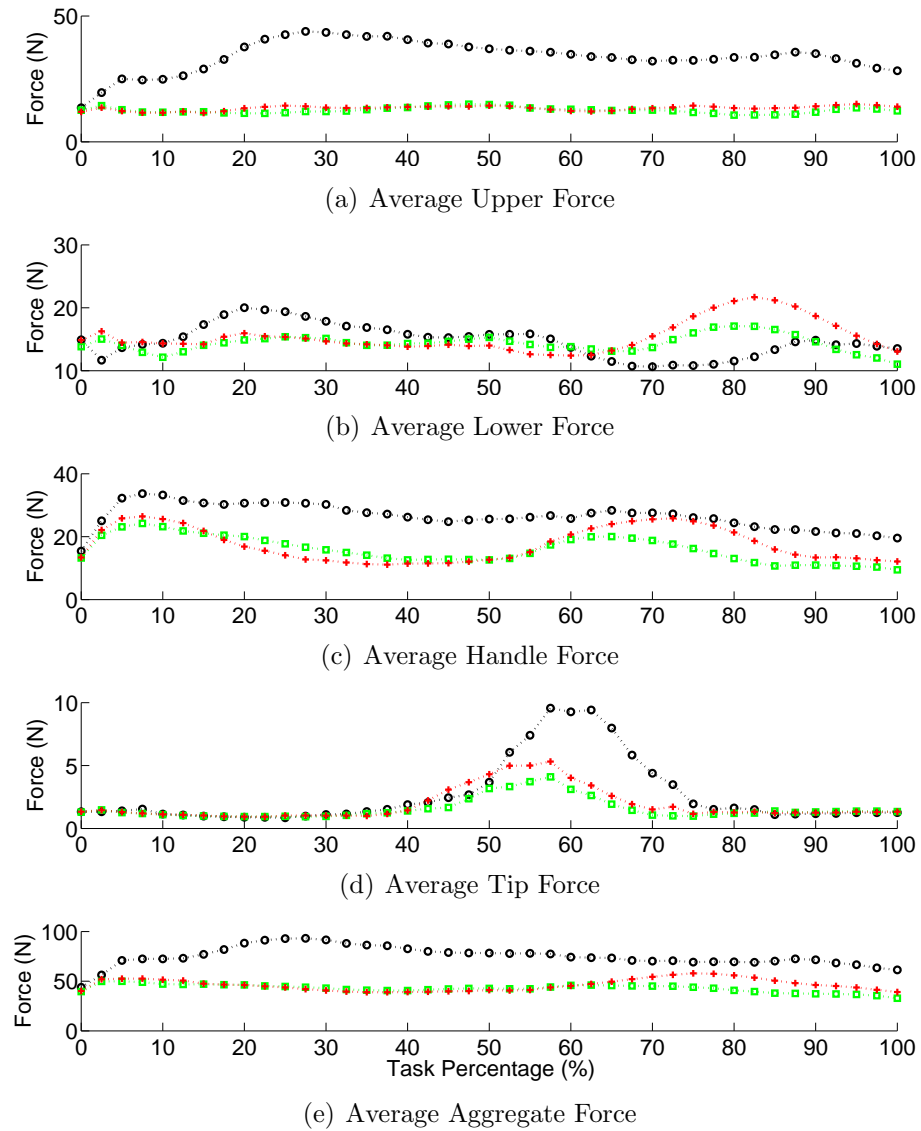 50
Force (N)
0
0 10 20 30 40 50 60 70 80 90 100
(a) Average Upper Force
30
20
Force (N)
10
0 10 20 30 40 50 60 70 80 90 100
(b) Average Lower Force
40
20
Force (N)
0
0 10 20 30 40 50 60 70 80 90 100
(c) Average Handle Force
10
5
Force (N)
0
0 10 20 30 40 50 60 70 80 90 100
(d) Average Tip Force
100
50
Force (N)
0
0 10 20 30 40 50 60 70 80 90 100
Task Percentage (%)
(e) Average Aggregate Force